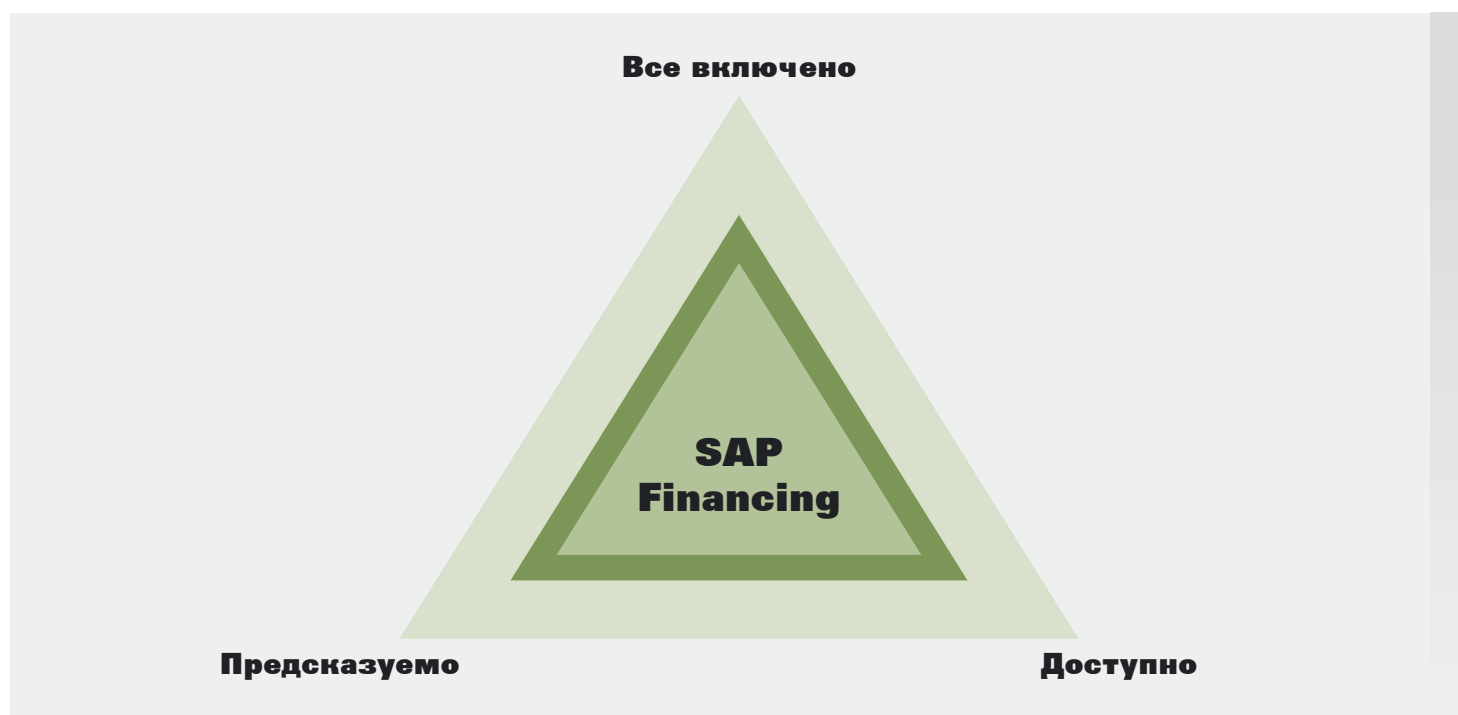 Все включено
SAP
Financing
Предсказуемо
Доступно